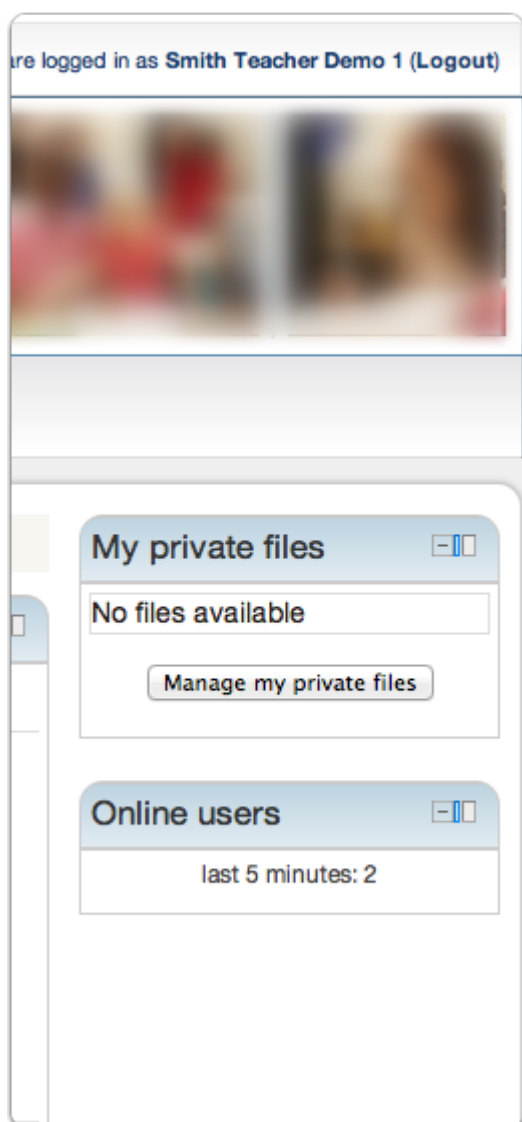 are logged in as Smith Teacher Demo 1 (Logout)
My private files
No files available
Manage my private files
Online users
last 5 minutes: 2